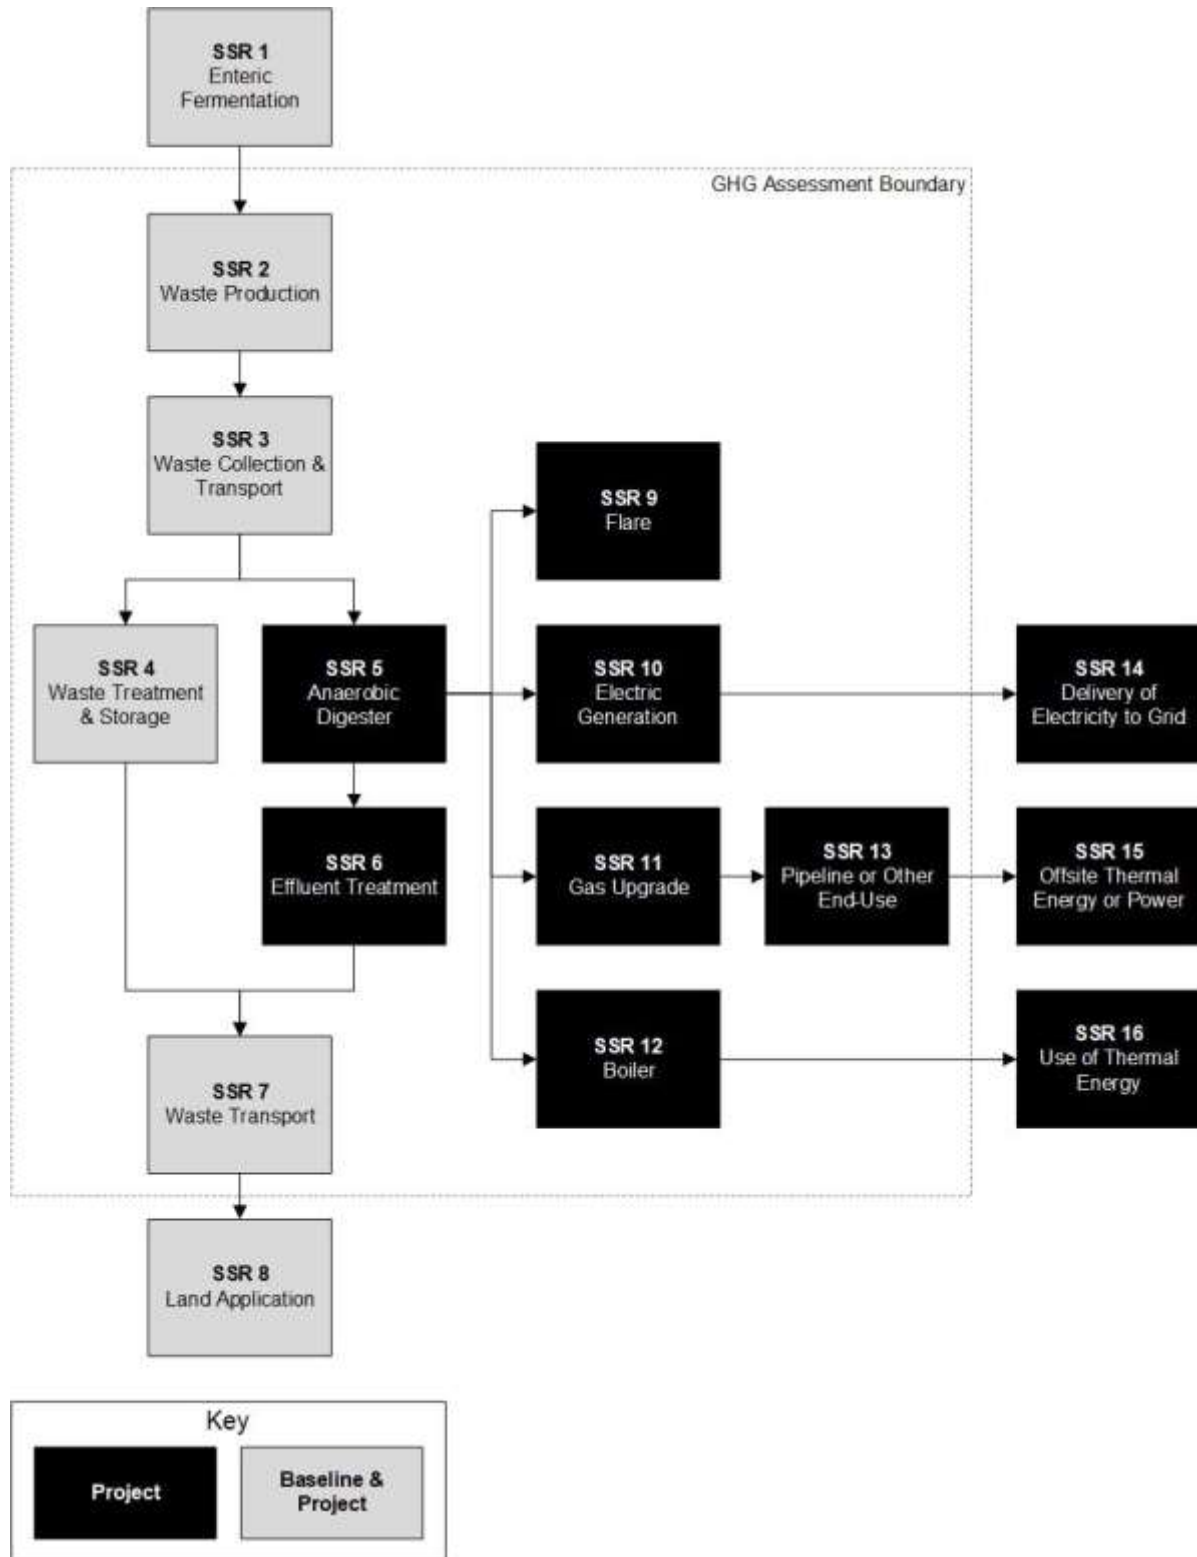 SSR 1
Enteric
Fermentation
GHG Assessment Boundary
SSR 2
Waste Production
SSR 3
Waste Collection &
Transport
SSR 4
Waste Treatment
& Storage
SSR 5
Anaerobic
Digester
SSR 6
Effluent Treatment
SSR 7
Waste Transport
SSR 8
Land Application
SSR 9
Flare
SSR 10
Electric
Generation
SSR 11
Gas Upgrade
SSR 12
Boiler
SSR 13
Pipeline or Other
End-Use
SSR 14
Delivery of
Electricity to Grid
SSR 15
Offsite Thermal
Energy or Power
SSR 16
Use of Thermal
Energy
Key
Project
Baseline &
Project